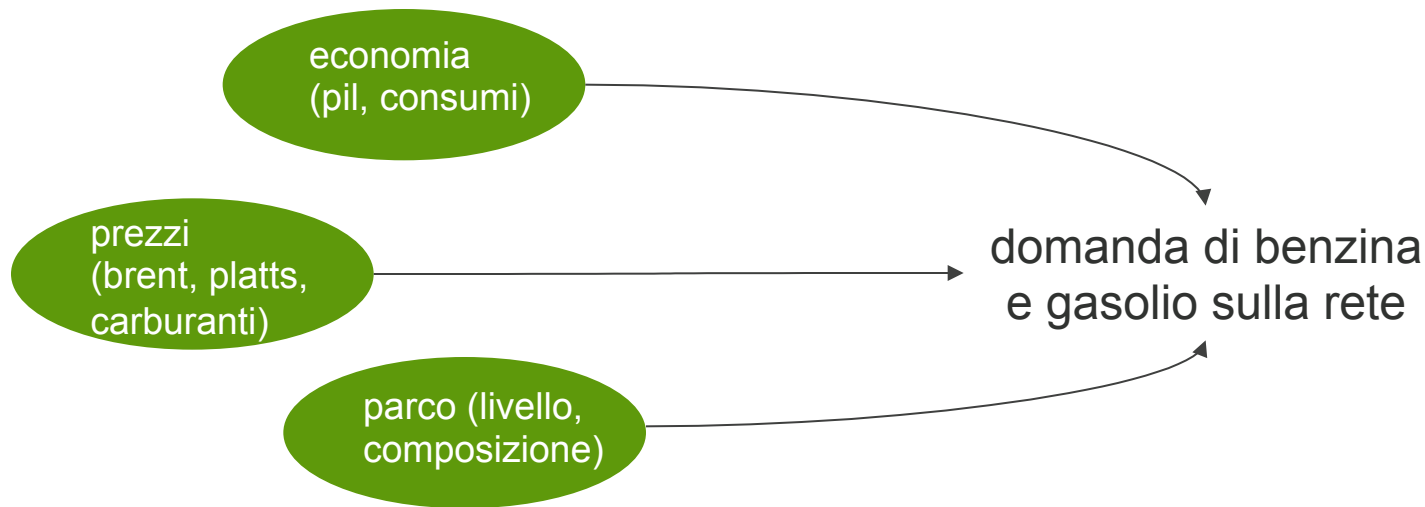 economia
(pil, consumi)
prezzi
(brent, platts,
carburanti)
domanda di benzina
e gasolio sulla rete
parco (livello,
composizione)